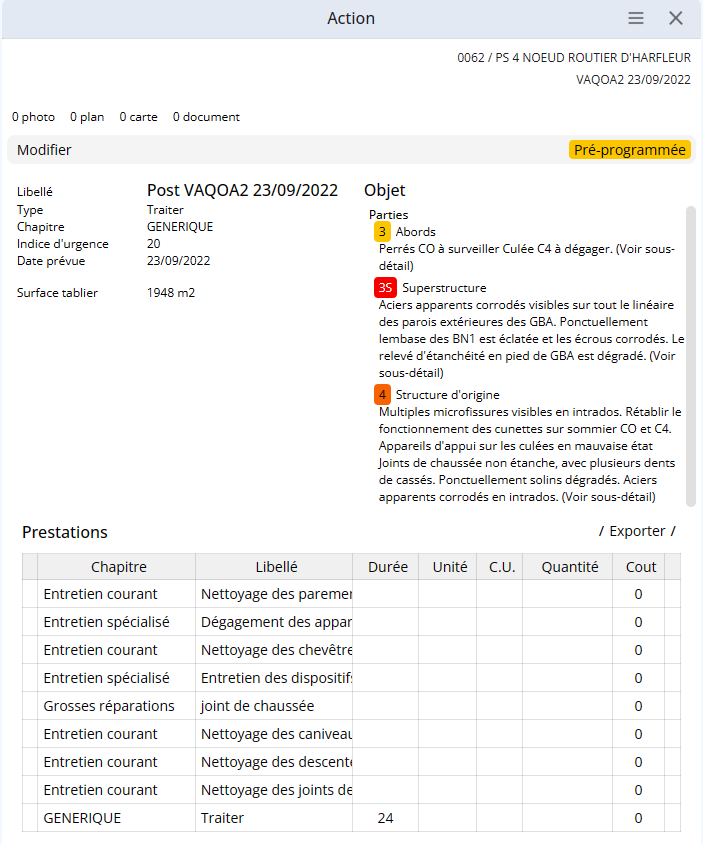 Action
0062 / PS 4 NOEUD ROUTIER D'HARFLEUR
VAQOA2 23/09/2022
0 photo 0 plan 0 carte 0 document
Modifier Pré-programmée
Libellé Post VAQOA2 23/09/2022
Type Traiter
Chapitre GENERIQUE
Indice d'urgence 20
Date prévue 23/09/2022
Surface tablier 1948 m2
Objet
Parties
3 Abords
Perrés CO à surveiller Culée C4 à dégager. (Voir sous-
détail)
3S Superstructure
Aciers apparents corrodés visibles sur tout le linéaire
des parois extérieures des GBA. Ponctuellement
lembase des BN1 est éclatée et les écrous corrodés. Le
relevé d'étanchéité en pied de GBA est dégradé. (Voir
sous-détail)
4 Structure d'origine
Multiples microfissures visibles en intrados. Rétablir le
fonctionnement des cunettes sur sommier CO et C4.
Appareils d'appui sur les culées en mauvaise état
Joints de chaussée non étanche, avec plusieurs dents
de cassés. Ponctuellement solins dégradés. Aciers
apparents corrodés en intrados. (Voir sous-détail)
Prestations / Exporter /
Chapitre Libellé Durée Unité C.U. Quantité Cout
Entretien courant Nettoyage des paremer 0
Entretien spécialisé Dégagement des appar 0
Entretien courant Nettoyage des chevêtre 0
Entretien spécialisé Entretien des dispositifs 0
Grosses réparations joint de chaussée 0
Entretien courant Nettoyage des caniveau 0
Entretien courant Nettoyage des descente 0
Entretien courant Nettoyage des joints de 0
GENERIQUE Traiter 24 0